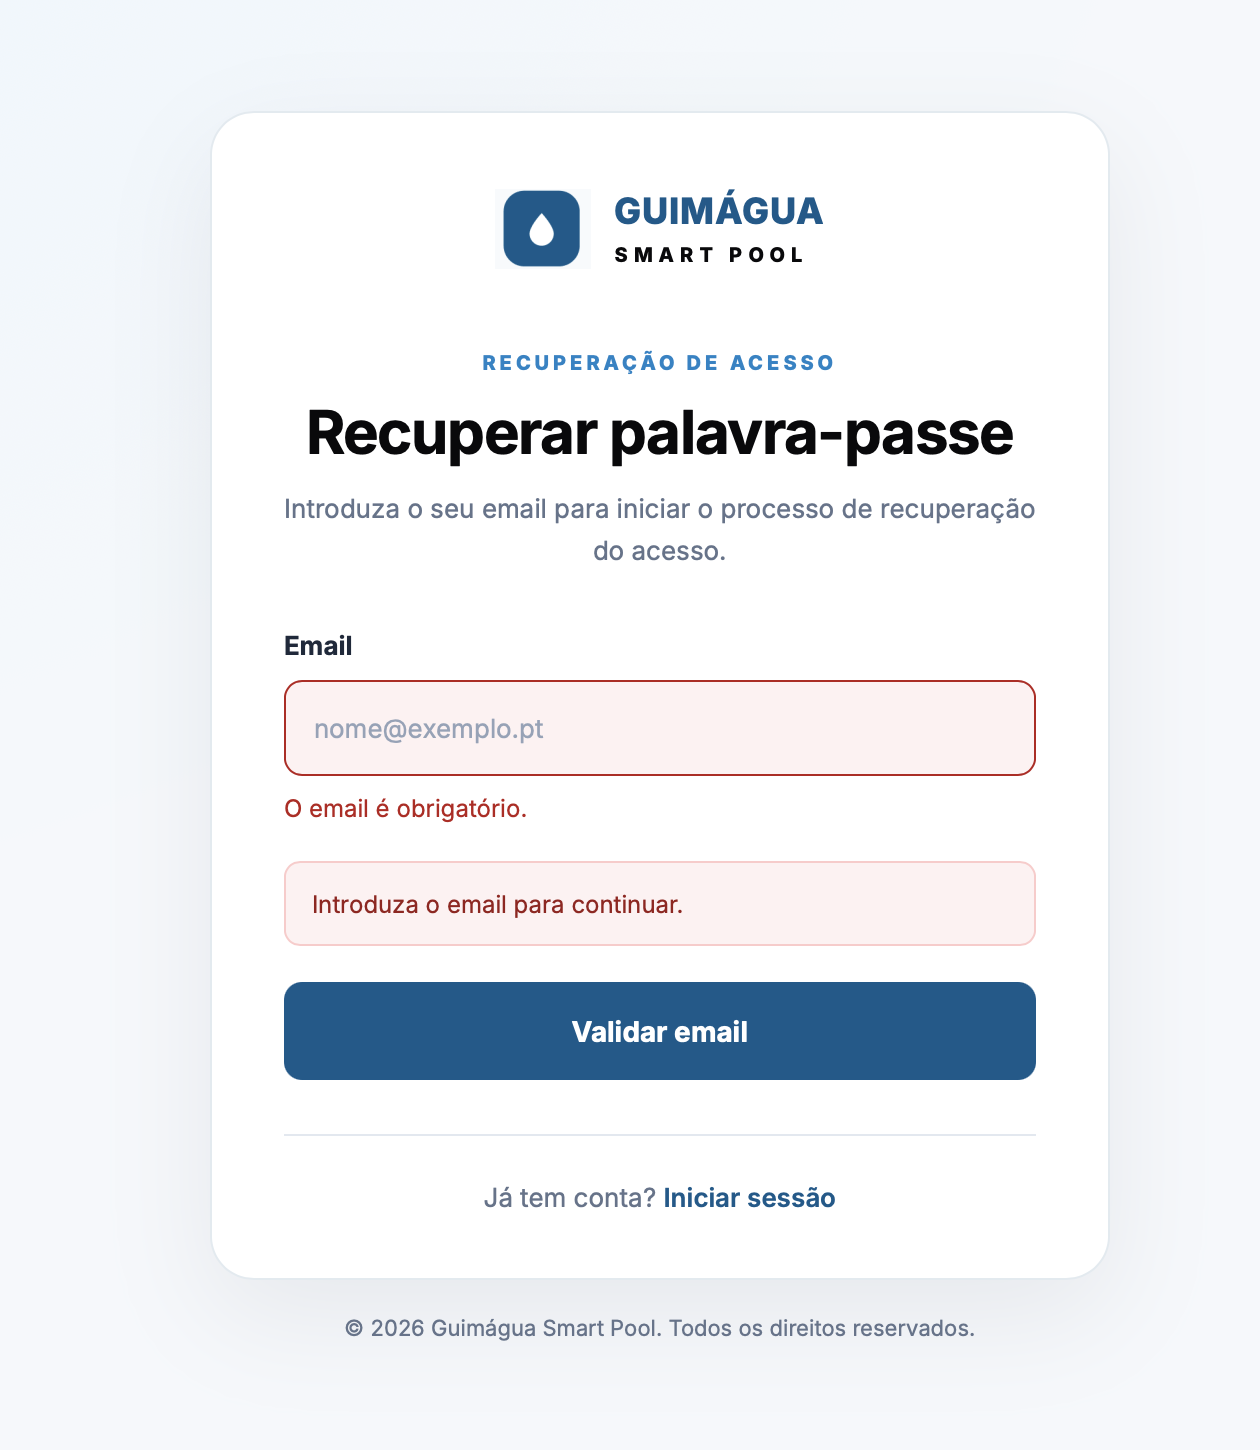 GUIMÁGUA
SMART POOL
RECUPERAÇÃO DE ACESSO
Recuperar palavra-passe
Introduza o seu email para iniciar o processo de recuperação
do acesso.
Email
nome@exemplo.pt
O email é obrigatório.
Introduza o email para continuar.
Validar email
Já tem conta? Iniciar sessão
© 2026 Guimágua Smart Pool. Todos os direitos reservados.